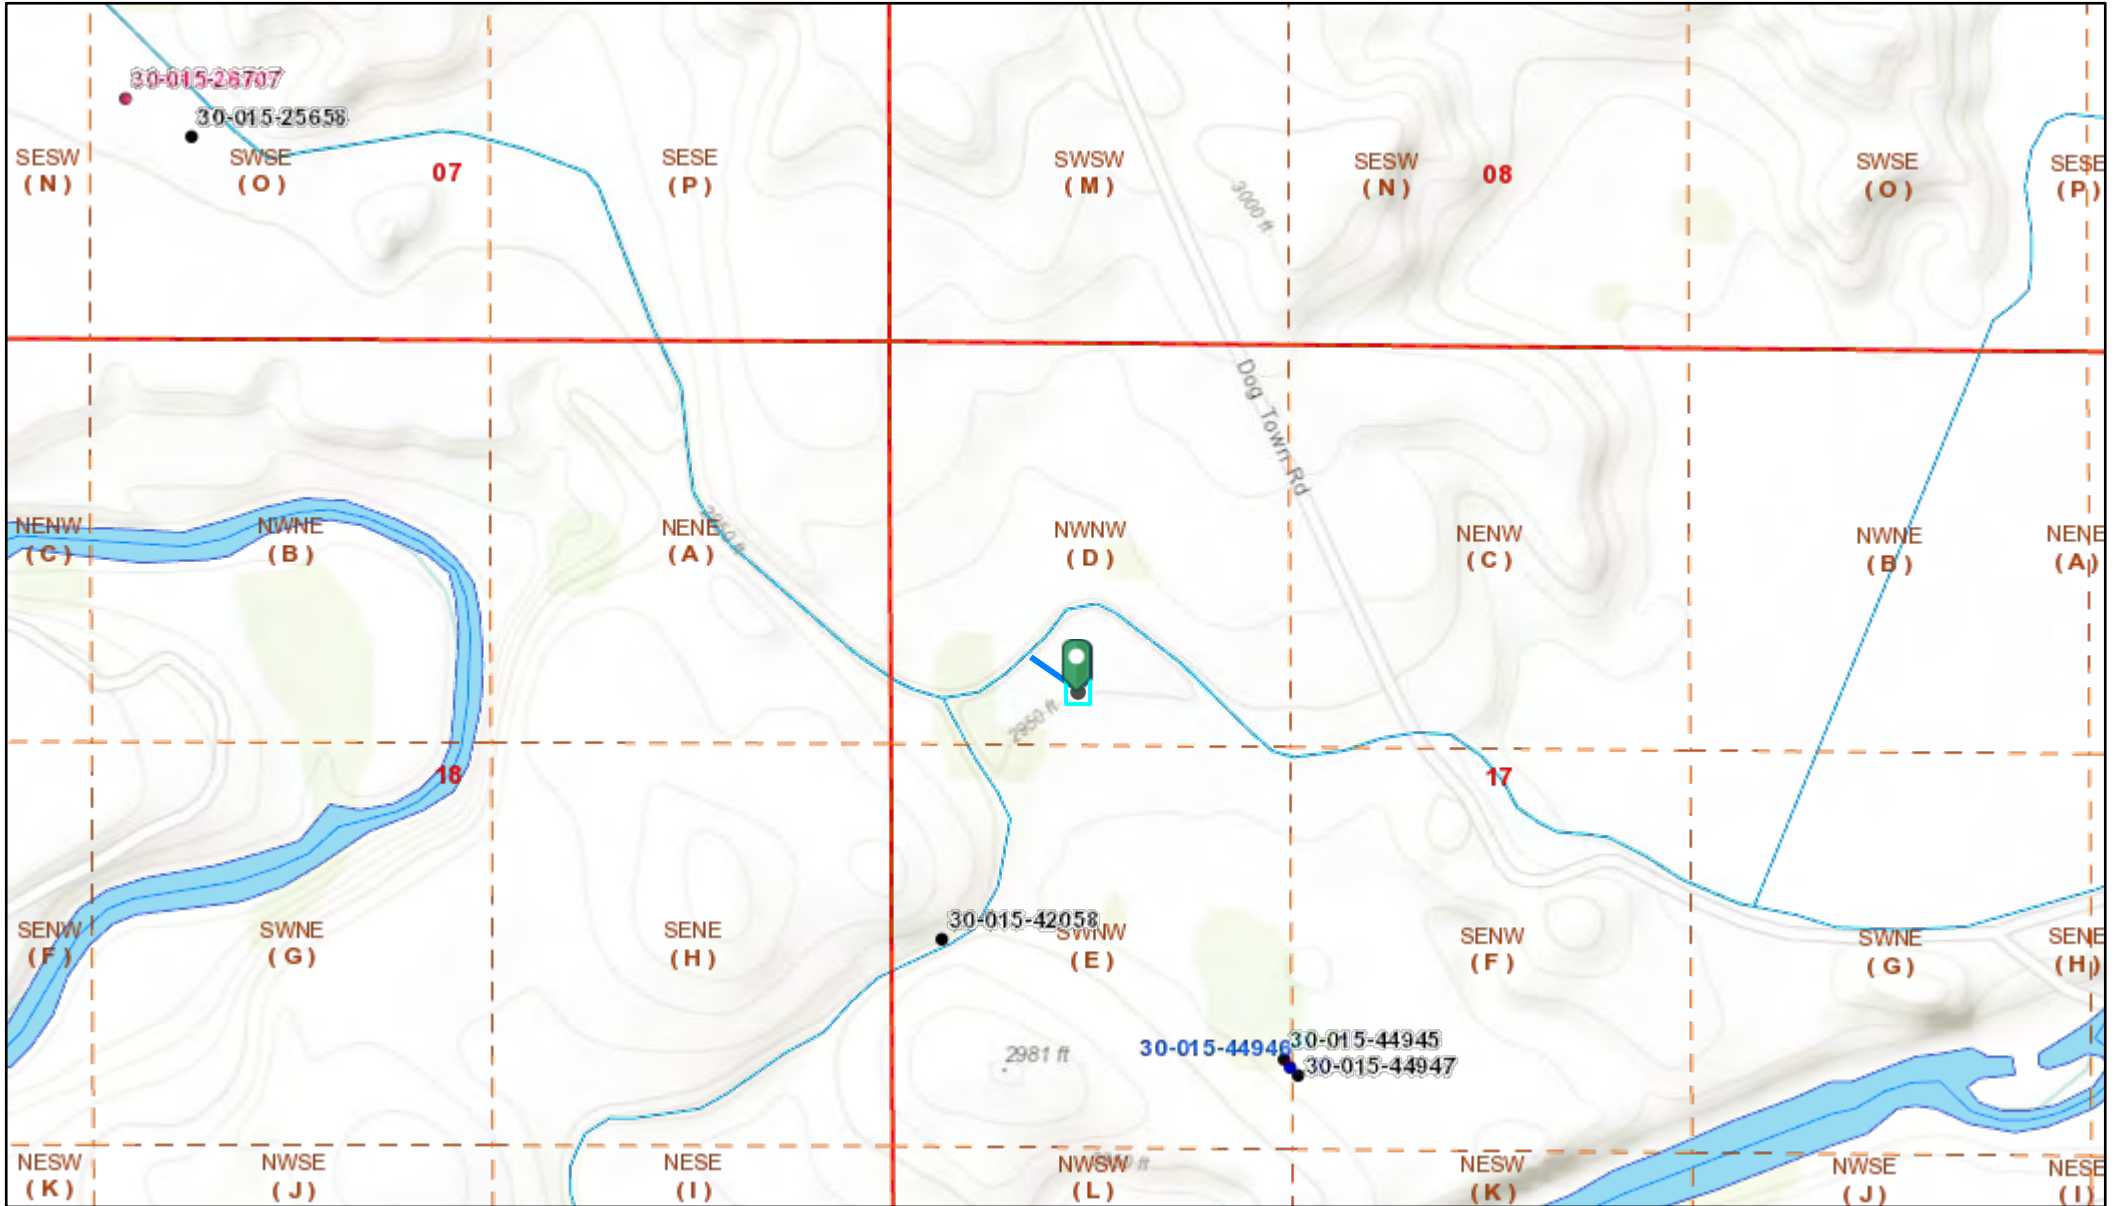 30-015-26707
30-015-25658
SESW
(N)
SWSE
(O)
07
SESE
(P)
SWSW
(M)
3000 ft
SESW
(N)
08
SWSE
(O)
SESE
(P)
Dog Town Rd
NENW
(C)
NWNE
(B)
NENE
(A)
2950 ft
NWNW
(D)
NENW
(C)
NWNE
(B)
NENE
(A)
2950 ft
18
17
30-015-42058
SENW
(F)
SWNE
(G)
SENE
(H)
SWNW
(E)
SENW
(F)
SWNE
(G)
SENE
(H)
2981 ft
30-015-44946
30-015-44945
30-015-44947
NESW
(K)
NWSE
(J)
NESE
(I)
NWSW
(L)
NESW
(K)
NWSE
(J)
NESE
(I)